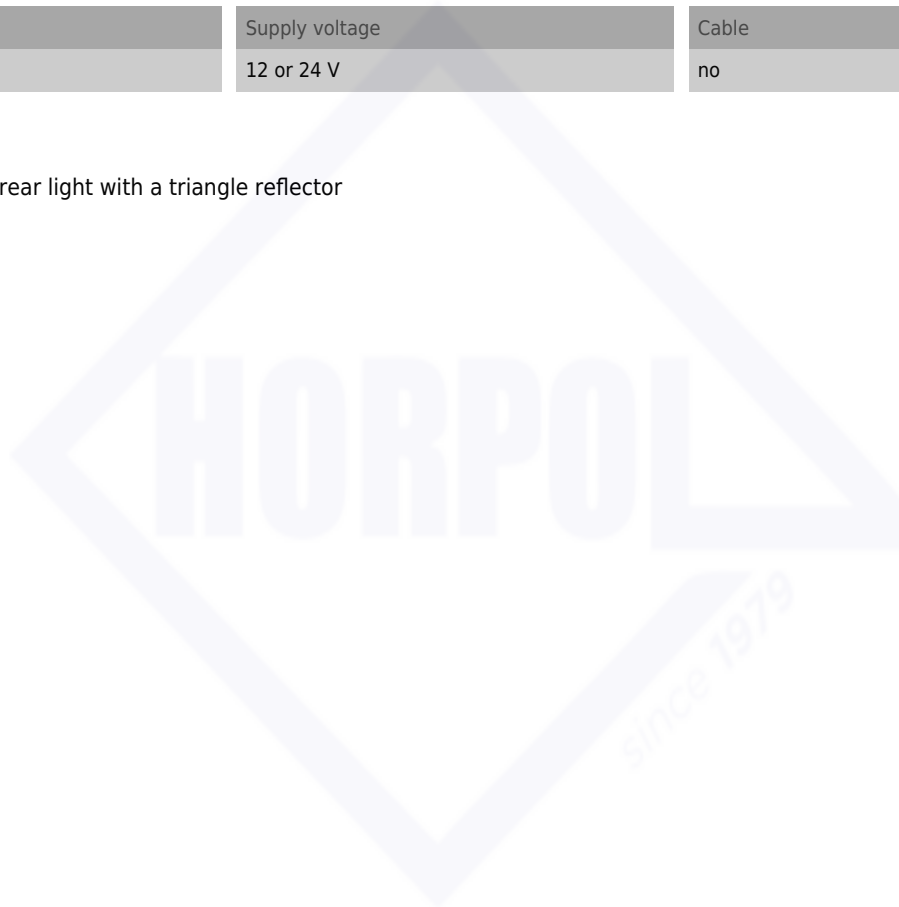 Supply voltage Cable
12 or 24 V no
rear light with a triangle reflector
HORPOL
since 1979